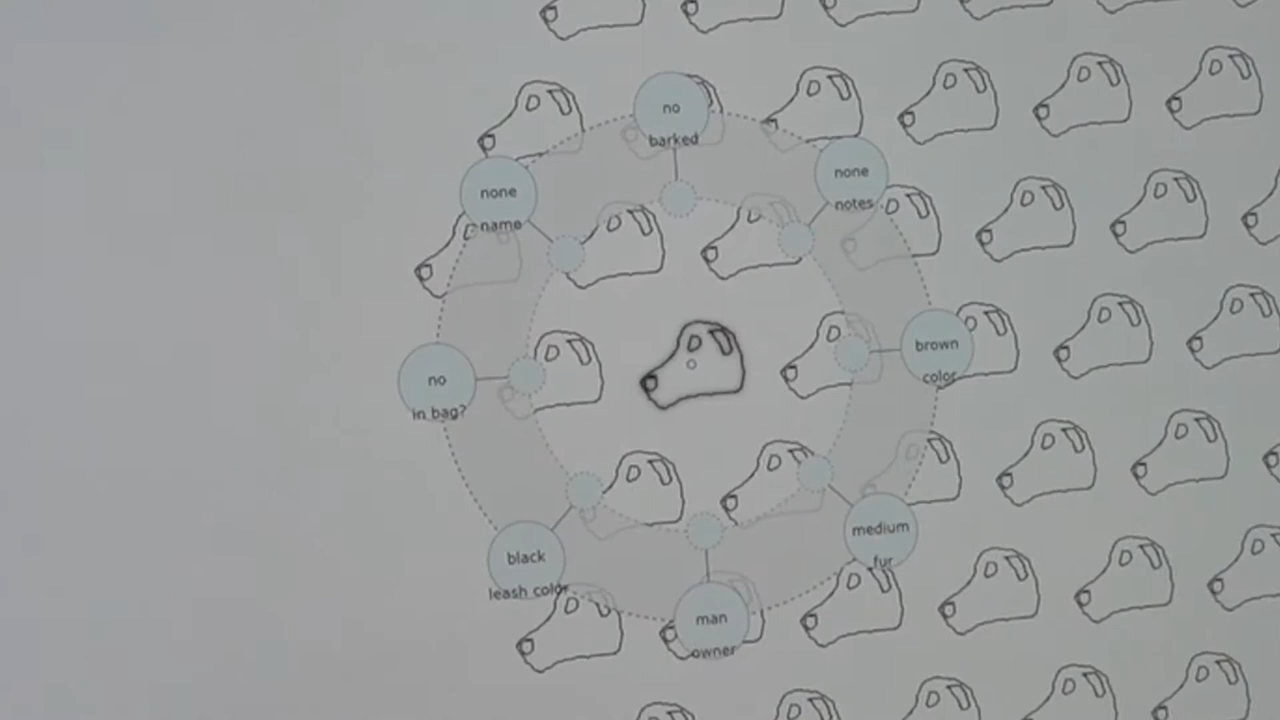 no
barked
none
notes
none
name
brown
color
no
in bag?
medium
fur
black
leash color
man
owner